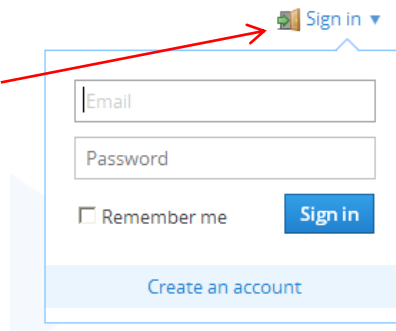 Sign in ▼
Email
Password
Remember me
Sign in
Create an account